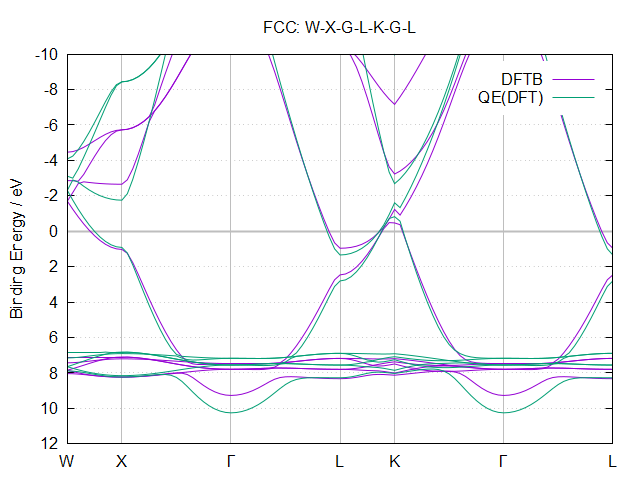 FCC: W-X-G-L-K-G-L
DFTB
QE(DFT)
Binding Energy / eV
-10
-8
-6
-4
-2
0
2
4
6
8
10
12
W X Γ L K Γ L